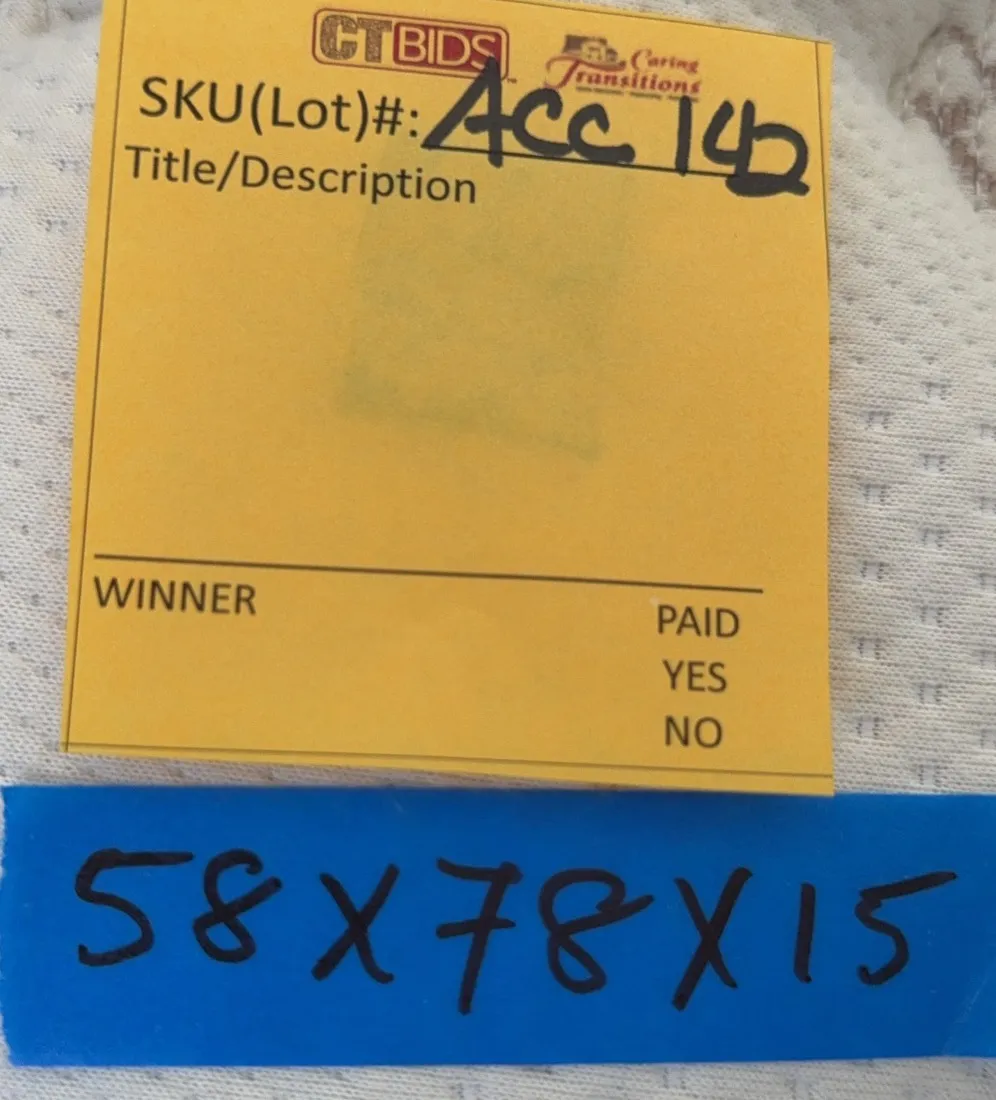 CTBIDS
Caring
Transitions
SKU(Lot)#: ACC 142
Title/Description
WINNER
PAID
YES
NO
58X78X15